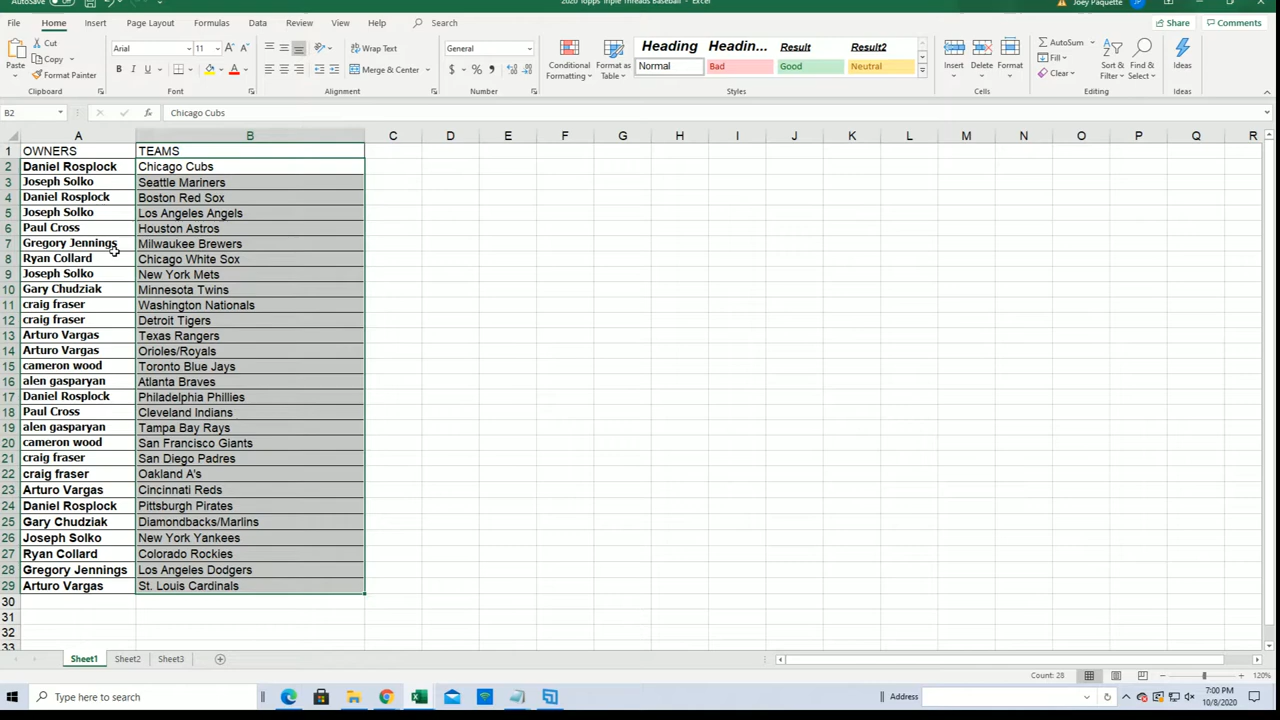 AutoSave Off 2020 Topps Triple Threads Baseball - Excel Joey Paquette
File Home Insert Page Layout Formulas Data Review View Help Search Share Comments
Paste Cut Copy Format Painter
Arial 11 Wrap Text General
B I U A Merge & Center $ % ,
Conditional Formatting Format as Table
Heading Headin... Result Result2
Normal Bad Good Neutral
Insert Delete Format
AutoSum Fill Clear
Sort & Filter Find & Select Ideas
Clipboard Font Alignment Number Styles Cells Editing Ideas
B2 fx Chicago Cubs
A B C D E F G H I J K L M N O P Q R
1 OWNERS TEAMS
2 Daniel Rosplock Chicago Cubs
3 Joseph Solko Seattle Mariners
4 Daniel Rosplock Boston Red Sox
5 Joseph Solko Los Angeles Angels
6 Paul Cross Houston Astros
7 Gregory Jennings Milwaukee Brewers
8 Ryan Collard Chicago White Sox
9 Joseph Solko New York Mets
10 Gary Chudziak Minnesota Twins
11 craig fraser Washington Nationals
12 craig fraser Detroit Tigers
13 Arturo Vargas Texas Rangers
14 Arturo Vargas Orioles/Royals
15 cameron wood Toronto Blue Jays
16 alen gasparyan Atlanta Braves
17 Daniel Rosplock Philadelphia Phillies
18 Paul Cross Cleveland Indians
19 alen gasparyan Tampa Bay Rays
20 cameron wood San Francisco Giants
21 craig fraser San Diego Padres
22 craig fraser Oakland A's
23 Arturo Vargas Cincinnati Reds
24 Daniel Rosplock Pittsburgh Pirates
25 Gary Chudziak Diamondbacks/Marlins
26 Joseph Solko New York Yankees
27 Ryan Collard Colorado Rockies
28 Gregory Jennings Los Angeles Dodgers
29 Arturo Vargas St. Louis Cardinals
30
31
32
33
Sheet1 Sheet2 Sheet3
Count: 28 120%
Type here to search Address 7:00 PM
10/8/2020